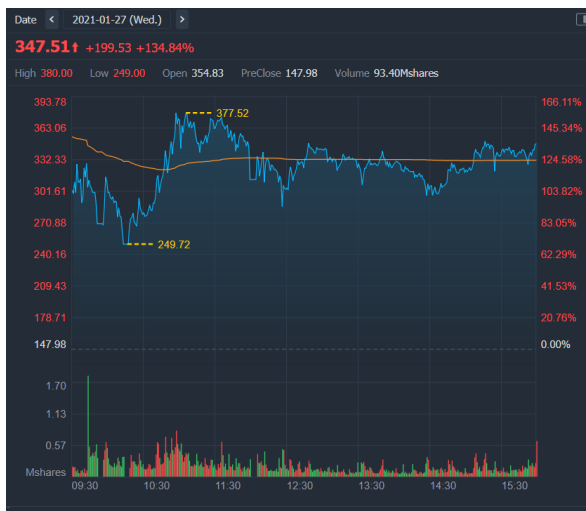 Date < 2021-01-27 (Wed.) >
347.51↑ +199.53 +134.84%
High 380.00 Low 249.00 Open 354.83 PreClose 147.98 Volume 93.40Mshares
393.78 166.11%
377.52
363.06 145.34%
332.33 124.58%
301.61 103.82%
270.88 83.05%
249.72
240.16 62.29%
209.43 41.53%
178.71 20.76%
147.98 0.00%
1.70
1.13
0.57
Mshares
09:30 10:30 11:30 12:30 13:30 14:30 15:30